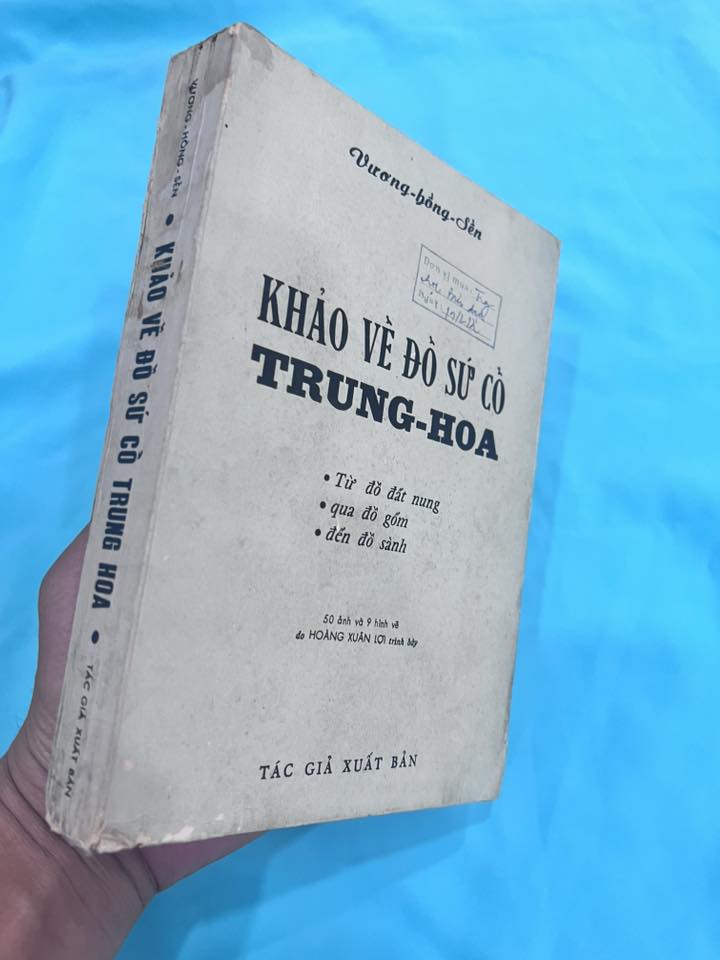 Vương-hồng-Sển
KHẢO VỀ ĐỒ SỨ CỔ
TRUNG-HOA
• Từ đồ đất nung
• qua đồ gốm
• đến đồ sành
50 ảnh và 9 hình vẽ
do HOÀNG XUÂN LỢI trình bày
TÁC GIẢ XUẤT BẢN
VƯƠNG-HỒNG-SỂN • KHẢO VỀ ĐỒ SỨ CỔ TRUNG HOA • TÁC GIẢ XUẤT BẢN